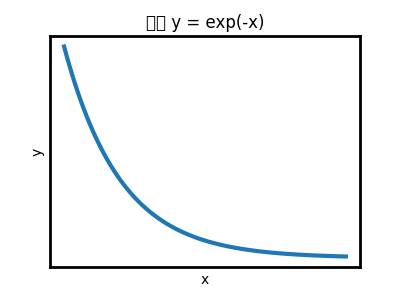 y = exp(-x)
y
x